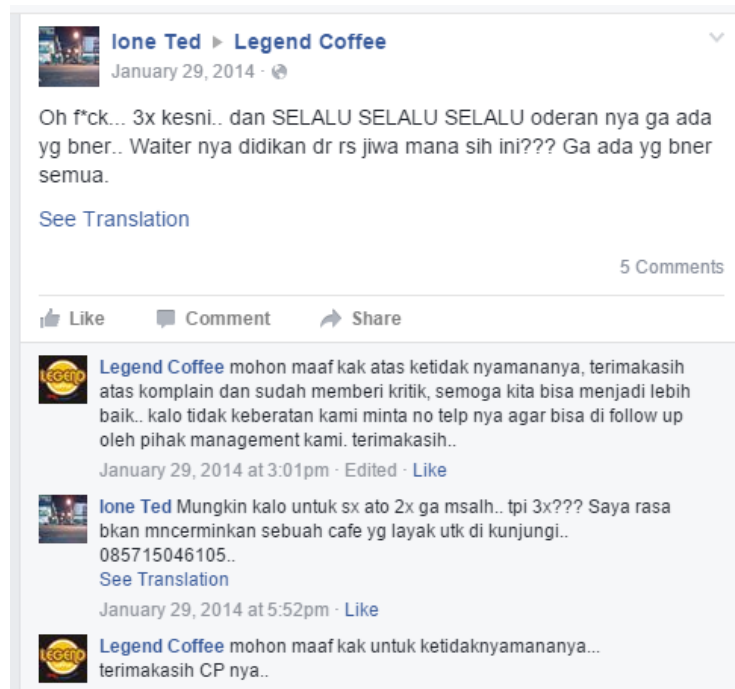 Ione Ted ▶ Legend Coffee
January 29, 2014 ·
Oh f*ck... 3x kesni.. dan SELALU SELALU SELALU oderan nya ga ada
yg bner.. Waiter nya didikan dr rs jiwa mana sih ini??? Ga ada yg bner
semua.
See Translation
5 Comments
Like Comment Share
LEGEND
Legend Coffee mohon maaf kak atas ketidak nyamananya, terimakasih
atas komplain dan sudah memberi kritik, semoga kita bisa menjadi lebih
baik.. kalo tidak keberatan kami minta no telp nya agar bisa di follow up
oleh pihak management kami. terimakasih..
January 29, 2014 at 3:01pm · Edited · Like
Ione Ted Mungkin kalo untuk sx ato 2x ga msalh.. tpi 3x??? Saya rasa
bkan mncerminkan sebuah cafe yg layak utk di kunjungi..
085715046105..
See Translation
January 29, 2014 at 5:52pm · Like
LEGEND
Legend Coffee mohon maaf kak untuk ketidaknyamananya...
terimakasih CP nya..